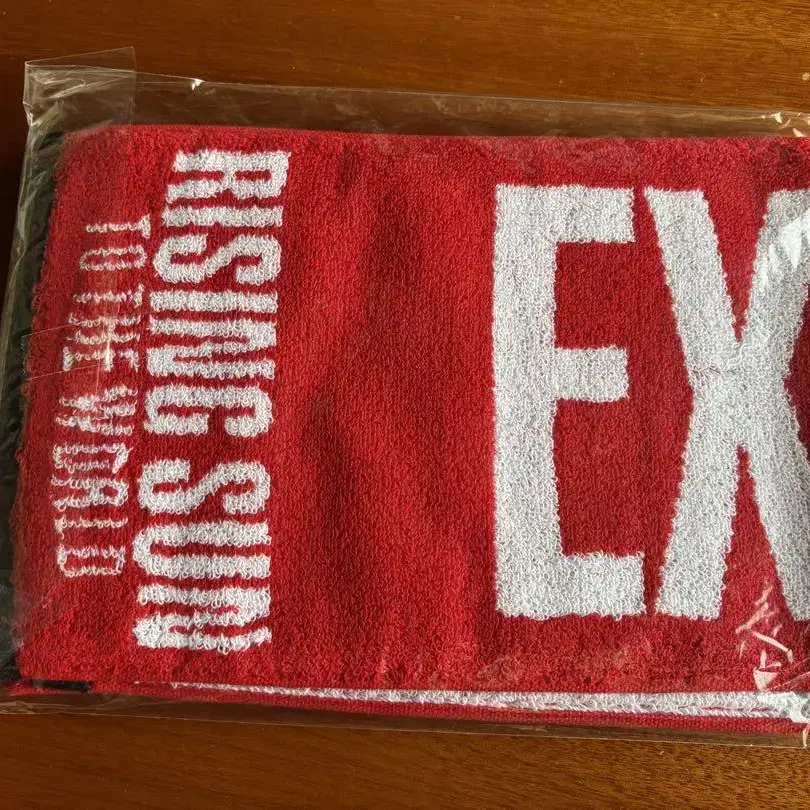 RISING SUN
TO THE WORLD
EX